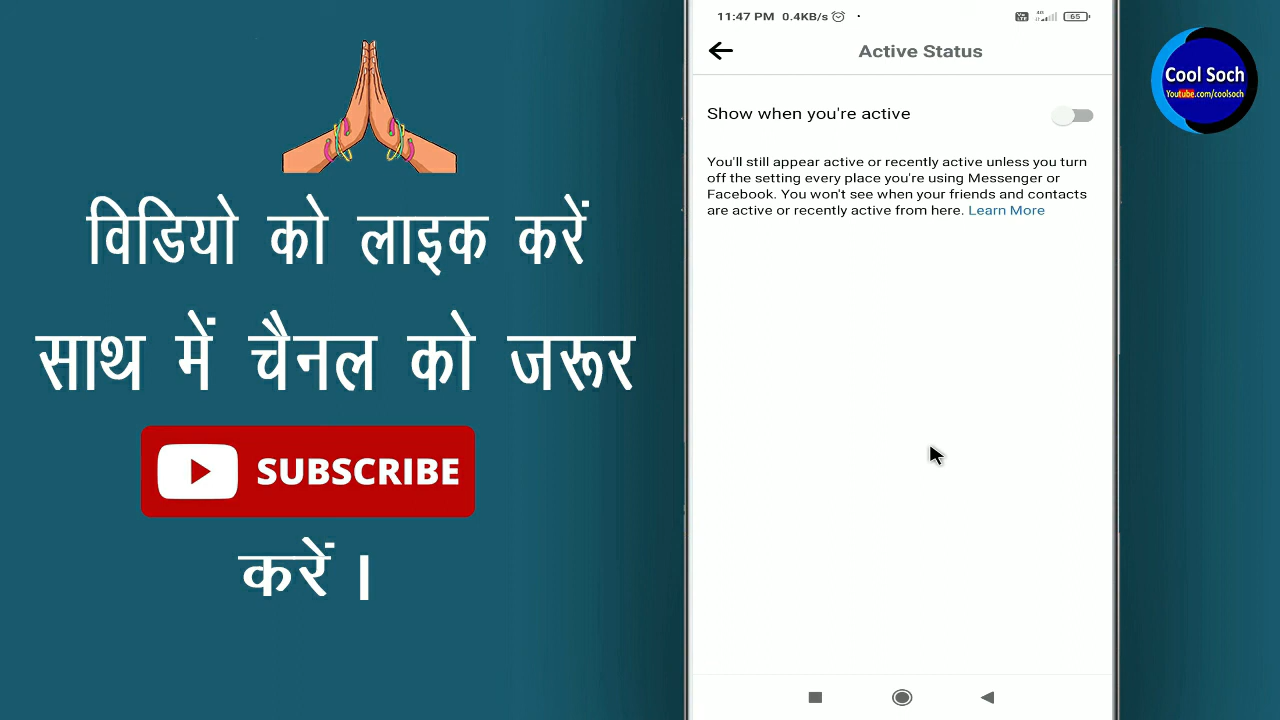 विडियो को लाइक करें
साथ में चैनल को जरूर
SUBSCRIBE
करें।
11:47 PM 0.4KB/s
4G
65
Active Status
Show when you're active
You'll still appear active or recently active unless you turn
off the setting every place you're using Messenger or
Facebook. You won't see when your friends and contacts
are active or recently active from here. Learn More
Cool Soch
Youtube.com/coolsoch